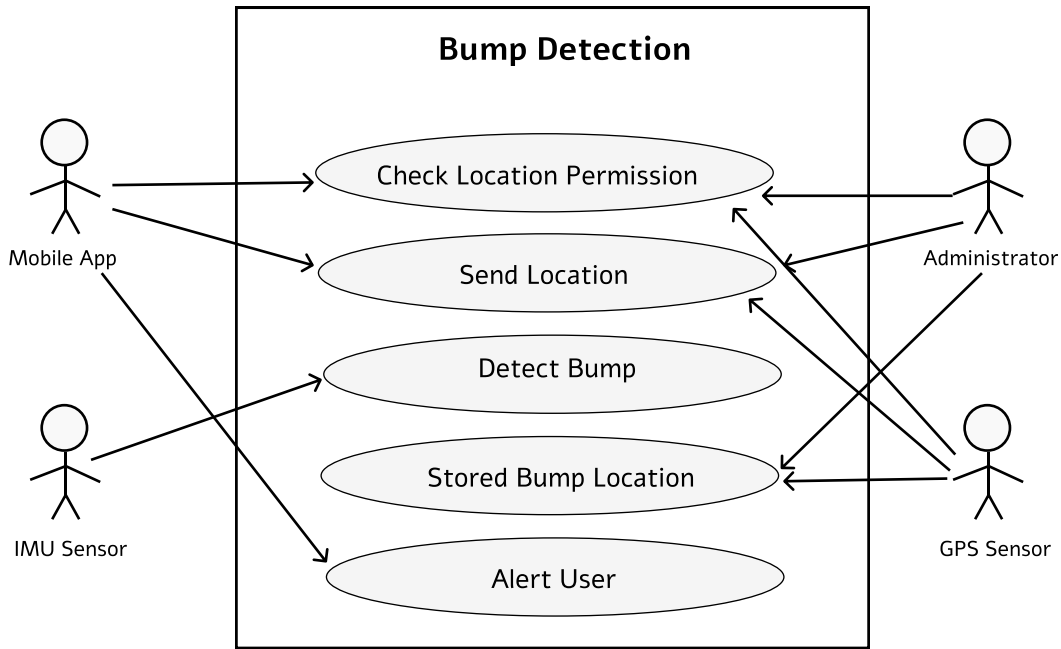 Bump Detection
Check Location Permission
Mobile App
Send Location
Administrator
Detect Bump
Stored Bump Location
IMU Sensor
GPS Sensor
Alert User